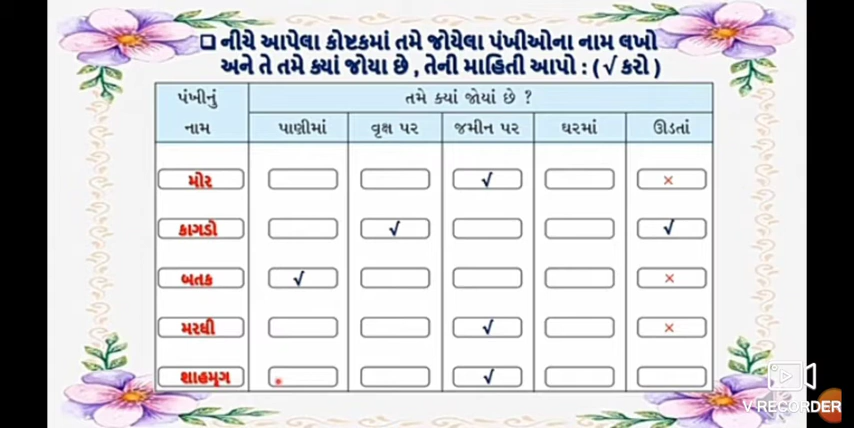 ❑ નીચે આપેલા કોષ્ટકમાં તમે જોયેલા પંખીઓના નામ લખો
અને તે તમે ક્યાં જોયા છે , તેની માહિતી આપો : ( √ કરો )
પંખીનું નામ તમે ક્યાં જોયાં છે ?
પાણીમાં વૃક્ષ પર જમીન પર ઘરમાં ઊડતાં
મોર √ ×
કાગડો √ √
બતક √ ×
મરઘી √ ×
શાહમૃગ √
V RECORDER